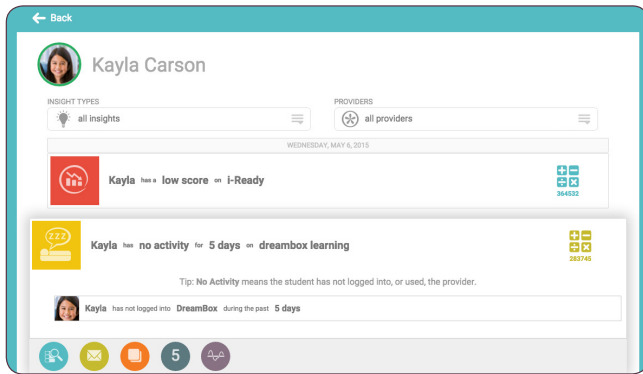 Back
Kayla Carson
INSIGHT TYPES
PROVIDERS
all insights
all providers
WEDNESDAY, MAY 6, 2015
Kayla has a low score on i-Ready
364532
zzz
Kayla has no activity for 5 days on dreambox learning
283745
Tip: No Activity means the student has not logged into, or used, the provider.
Kayla has not logged into DreamBox during the past 5 days
5